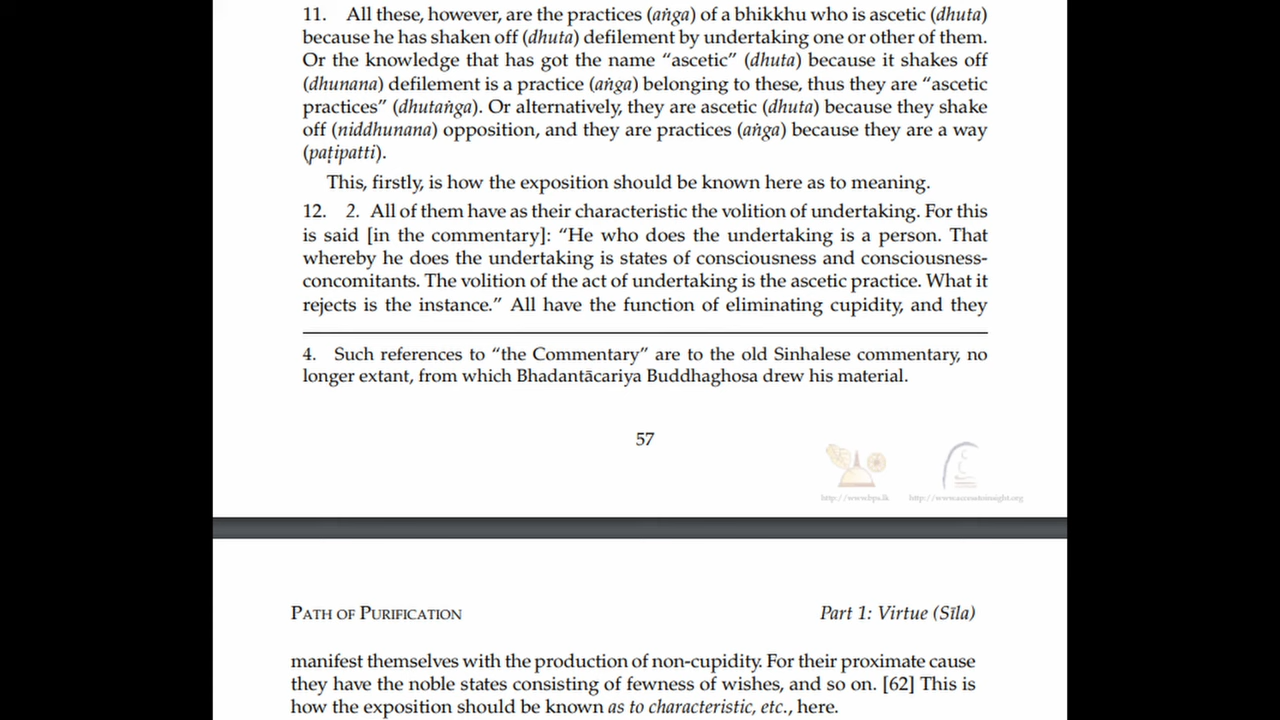 11. All these, however, are the practices (aṅga) of a bhikkhu who is ascetic (dhuta)
because he has shaken off (dhuta) defilement by undertaking one or other of them.
Or the knowledge that has got the name “ascetic” (dhuta) because it shakes off
(dhunana) defilement is a practice (aṅga) belonging to these, thus they are “ascetic
practices” (dhutaṅga). Or alternatively, they are ascetic (dhuta) because they shake
off (niddhunana) opposition, and they are practices (aṅga) because they are a way
(paṭipatti).
This, firstly, is how the exposition should be known here as to meaning.
12. 2. All of them have as their characteristic the volition of undertaking. For this
is said [in the commentary]: “He who does the undertaking is a person. That
whereby he does the undertaking is states of consciousness and consciousness-
concomitants. The volition of the act of undertaking is the ascetic practice. What it
rejects is the instance.” All have the function of eliminating cupidity, and they
4. Such references to “the Commentary” are to the old Sinhalese commentary, no
longer extant, from which Bhadantācariya Buddhaghosa drew his material.
57
http://www.bps.lk http://www.accesstoinsight.org
PATH OF PURIFICATION Part 1: Virtue (Sīla)
manifest themselves with the production of non-cupidity. For their proximate cause
they have the noble states consisting of fewness of wishes, and so on. [62] This is
how the exposition should be known as to characteristic, etc., here.